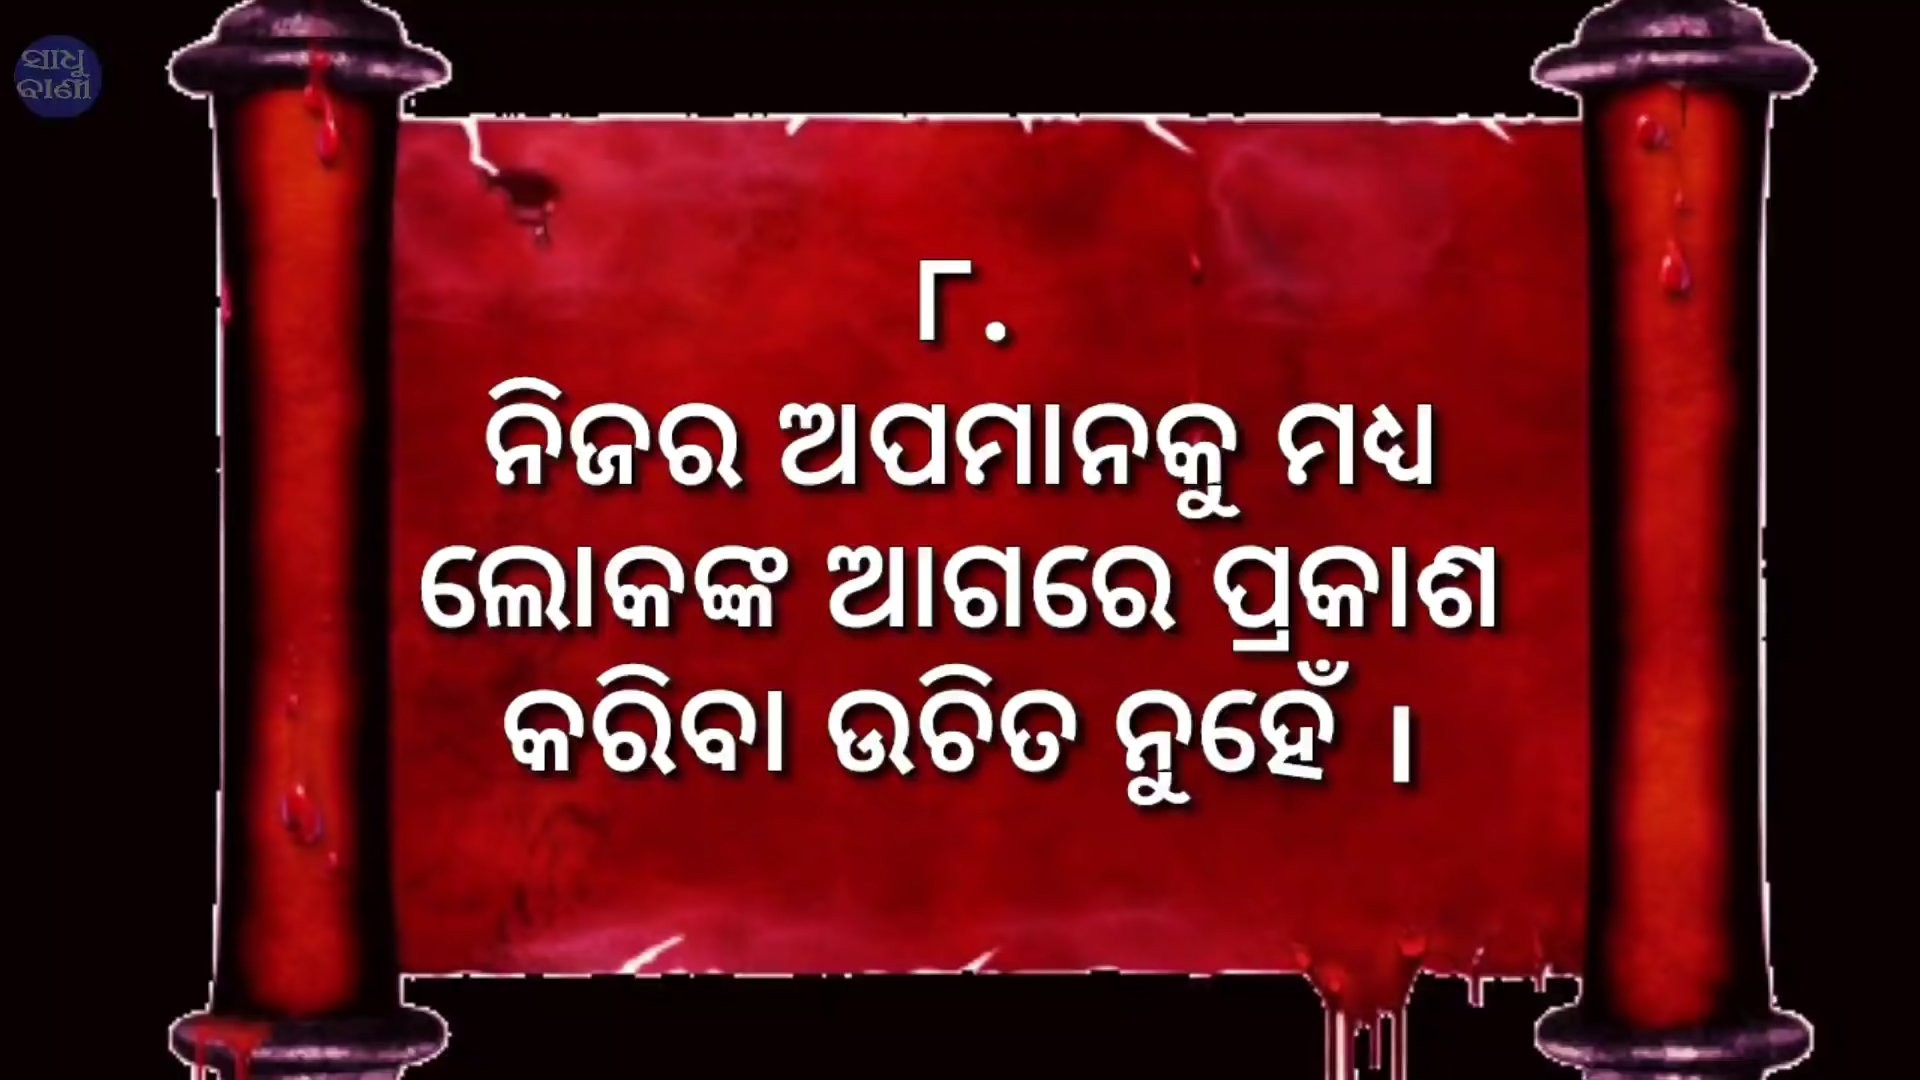 ସାଧୁ
ବାଣୀ
୮.
ନିଜର ଅପମାନକୁ ମଧ୍ୟ
ଲୋକଙ୍କ ଆଗରେ ପ୍ରକାଶ
କରିବା ଉଚିତ ନୁହେଁ ।